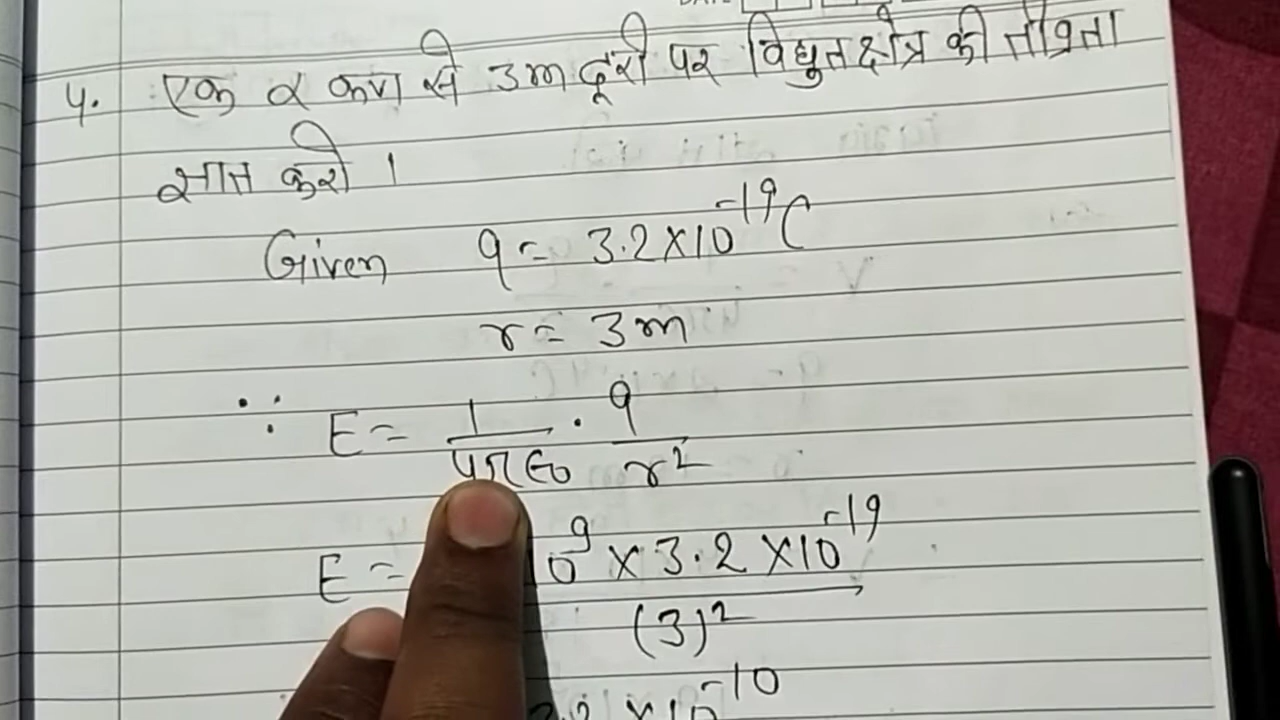 4. एक α कण से 3m दूरी पर विद्युत क्षेत्र की तीव्रता
ज्ञात करो ।
Given q = 3.2×10⁻¹⁹C
r = 3m
∵ E = 1/4πε₀ · q/r²
E = 10⁹ × 3.2 × 10⁻¹⁹ / (3)²
×10⁻¹⁰